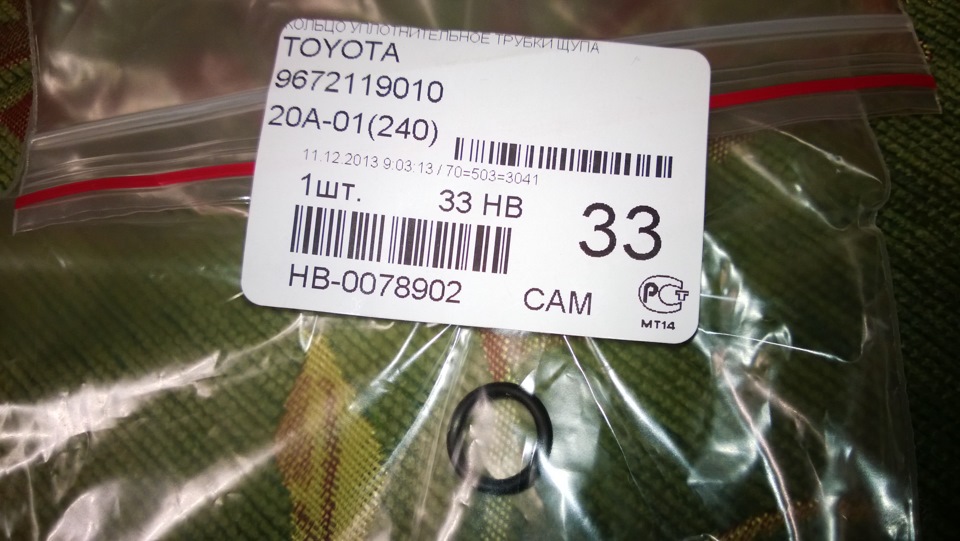 КОЛЬЦО УПЛОТНИТЕЛЬНОЕ ТРУБКИ ЩУПА
TOYOTA
9672119010
20A-01(240)
11.12.2013 9:03:13 / 70=503=3041
1шт. 33 HB
33
HB-0078902
CAM
РСТ
MT14